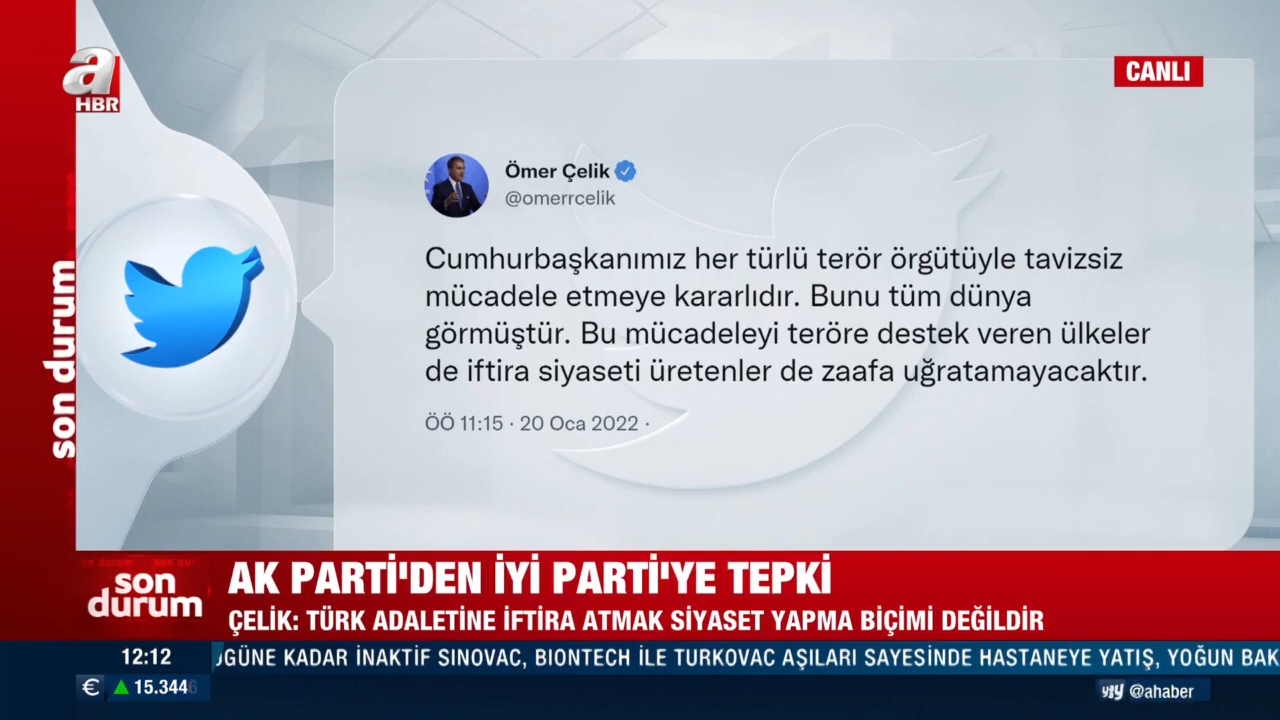 a
HBR
CANLI
son durum
Ömer Çelik
@omerrcelik
Cumhurbaşkanımız her türlü terör örgütüyle tavizsiz
mücadele etmeye kararlıdır. Bunu tüm dünya
görmüştür. Bu mücadeleyi teröre destek veren ülkeler
de iftira siyaseti üretenler de zaafa uğratamayacaktır.
ÖÖ 11:15 · 20 Oca 2022 ·
son
durum
AK PARTİ'DEN İYİ PARTİ'YE TEPKİ
ÇELİK: TÜRK ADALETİNE İFTİRA ATMAK SİYASET YAPMA BİÇİMİ DEĞİLDİR
12:12
KADAR İNAKTİF SINOVAC, BIONTECH İLE TURKOVAC AŞILARI SAYESİNDE HASTANEYE YATIŞ, YOĞUN BAK
€ ▲ 15.344
@ahaber